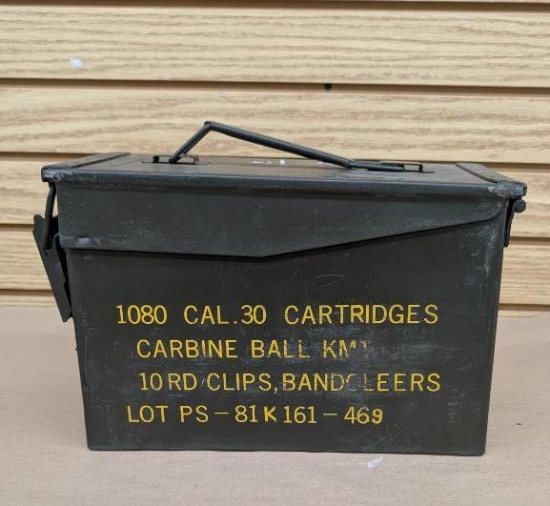 1080 CAL.30 CARTRIDGES
CARBINE BALL
10 RD/CLIPS, BANDOLEERS
LOT PS-81K161-469